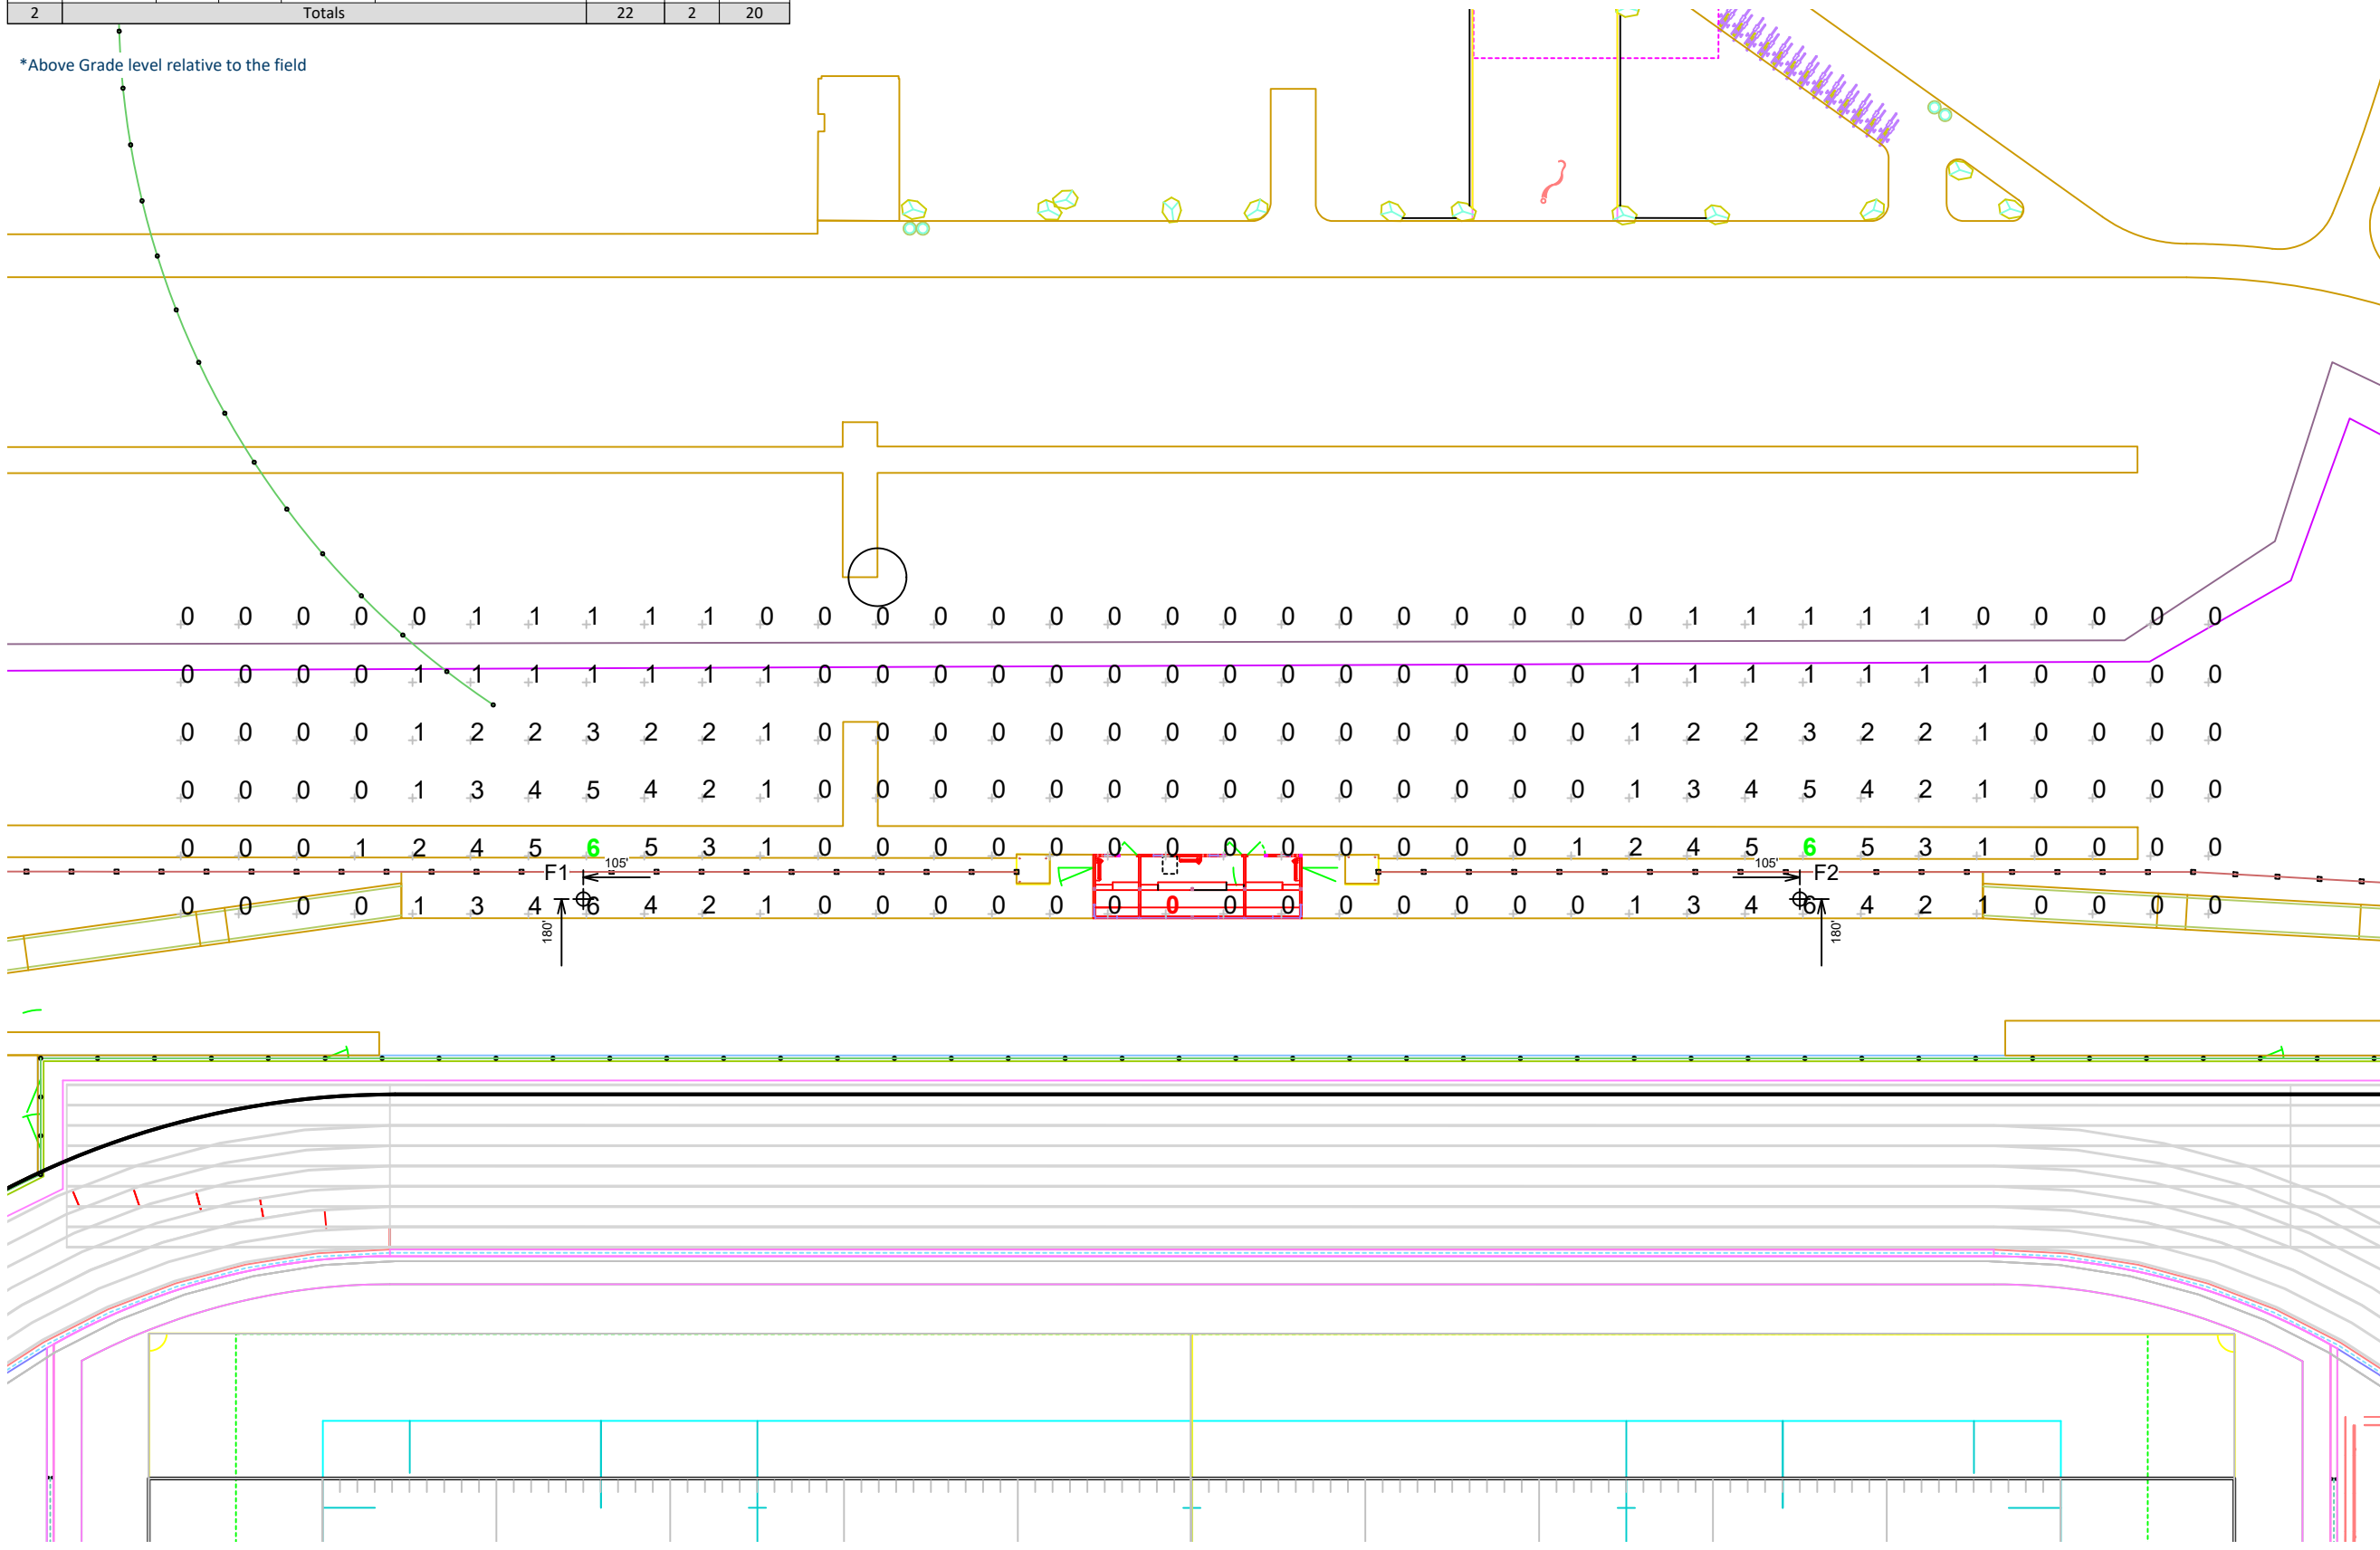 2 Totals 22 2 20
*Above Grade level relative to the field
0 0 0 0 0 1 1 1 1 1 0 0 0 0 0 0 0 0 0 0 0 0 0 0 0 0 1 1 1 1 1 0 0 0 0 0
0 0 0 0 1 1 1 1 1 1 1 0 0 0 0 0 0 0 0 0 0 0 0 0 0 1 1 1 1 1 1 1 0 0 0 0
0 0 0 0 1 2 2 3 2 2 1 0 0 0 0 0 0 0 0 0 0 0 0 0 0 1 2 2 3 2 2 1 0 0 0 0
0 0 0 0 1 3 4 5 4 2 1 0 0 0 0 0 0 0 0 0 0 0 0 0 0 1 3 4 5 4 2 1 0 0 0 0
0 0 0 1 2 4 5 6 5 3 1 0 0 0 0 0 0 0 0 0 0 0 0 0 1 2 4 5 6 5 3 1 0 0 0 0
105' 105'
F1 F2
0 0 0 0 1 3 4 6 4 2 1 0 0 0 0 0 0 0 0 0 0 0 0 0 0 1 3 4 6 4 2 1 0 0 0 0
180' 180'